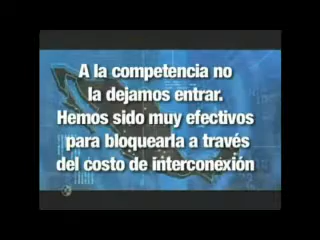 A la competencia no
la dejamos entrar.
Hemos sido muy efectivos
para bloquearla a través
del costo de interconexión